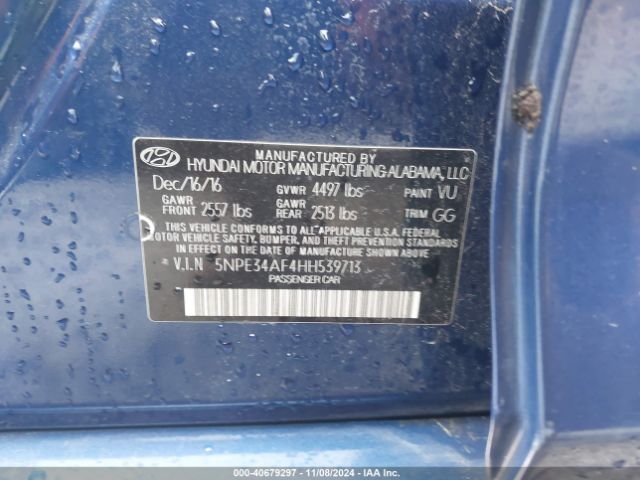 MANUFACTURED BY
HYUNDAI MOTOR MANUFACTURING ALABAMA, LLC
Dec/16/16 GVWR 4497 lbs PAINT VU
GAWR FRONT 2557 lbs GAWR REAR 2513 lbs TRIM GG
THIS VEHICLE CONFORMS TO ALL APPLICABLE U.S.A. FEDERAL
MOTOR VEHICLE SAFETY, BUMPER, AND THEFT PREVENTION STANDARDS
IN EFFECT ON THE DATE OF MANUFACTURE SHOWN ABOVE
* V.I.N 5NPE34AF4HH539713 *
PASSENGER CAR
000-40679297 - 11/08/2024 - IAA Inc.